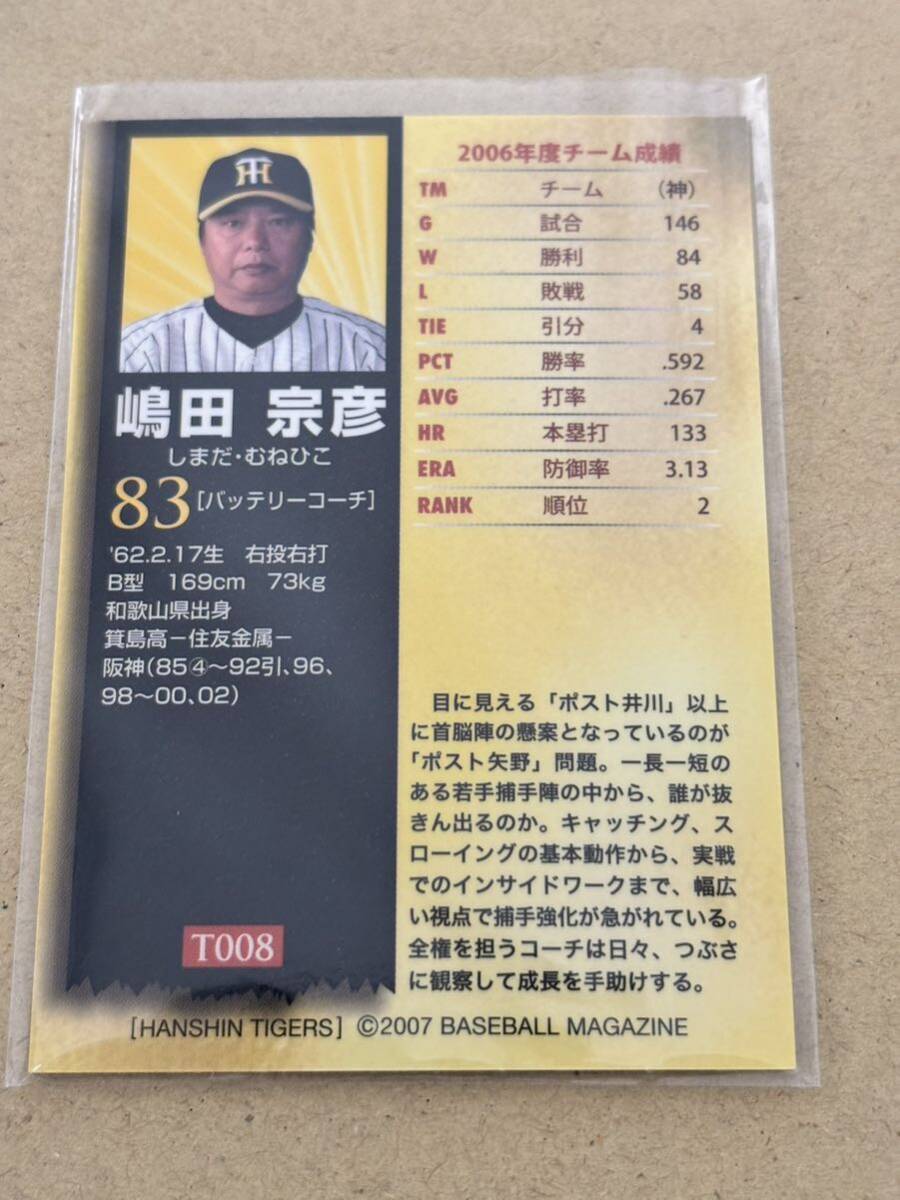 TH
嶋田 宗彦
しまだ・むねひこ
83 [バッテリーコーチ]
'62.2.17生 右投右打
B型 169cm 73kg
和歌山県出身
箕島高－住友金属－
阪神(85④～92引、96、
98～00、02)
T008
2006年度チーム成績
TM チーム (神)
G 試合 146
W 勝利 84
L 敗戦 58
TIE 引分 4
PCT 勝率 .592
AVG 打率 .267
HR 本塁打 133
ERA 防御率 3.13
RANK 順位 2
目に見える「ポスト井川」以上
に首脳陣の懸案となっているのが
「ポスト矢野」問題。一長一短の
ある若手捕手陣の中から、誰が抜
きん出るのか。キャッチング、ス
ローイングの基本動作から、実戦
でのインサイドワークまで、幅広
い視点で捕手強化が急がれている。
全権を担うコーチは日々、つぶさ
に観察して成長を手助けする。
[HANSHIN TIGERS] ©2007 BASEBALL MAGAZINE